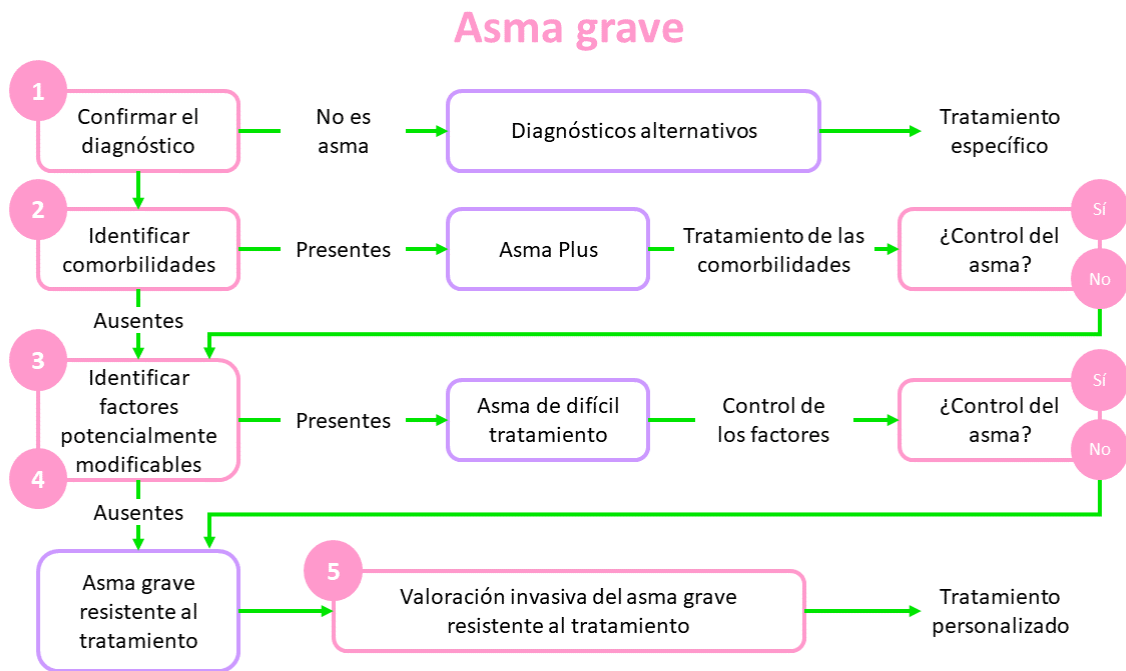 Asma grave
1
Confirmar el
diagnóstico
No es
asma
Diagnósticos alternativos
Tratamiento
específico
2
Identificar
comorbilidades
Presentes
Asma Plus
Tratamiento de las
comorbilidades
¿Control del
asma?
Sí
No
Ausentes
3
Identificar
factores
potencialmente
modificables
4
Presentes
Asma de difícil
tratamiento
Control de
los factores
¿Control del
asma?
Sí
No
Ausentes
Asma grave
resistente al
tratamiento
5
Valoración invasiva del asma grave
resistente al tratamiento
Tratamiento
personalizado